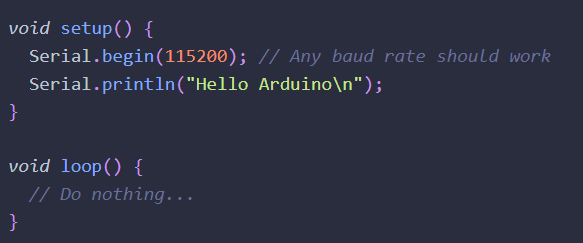 void setup() {
  Serial.begin(115200); // Any baud rate should work
  Serial.println("Hello Arduino\n");
}

void loop() {
  // Do nothing...
}